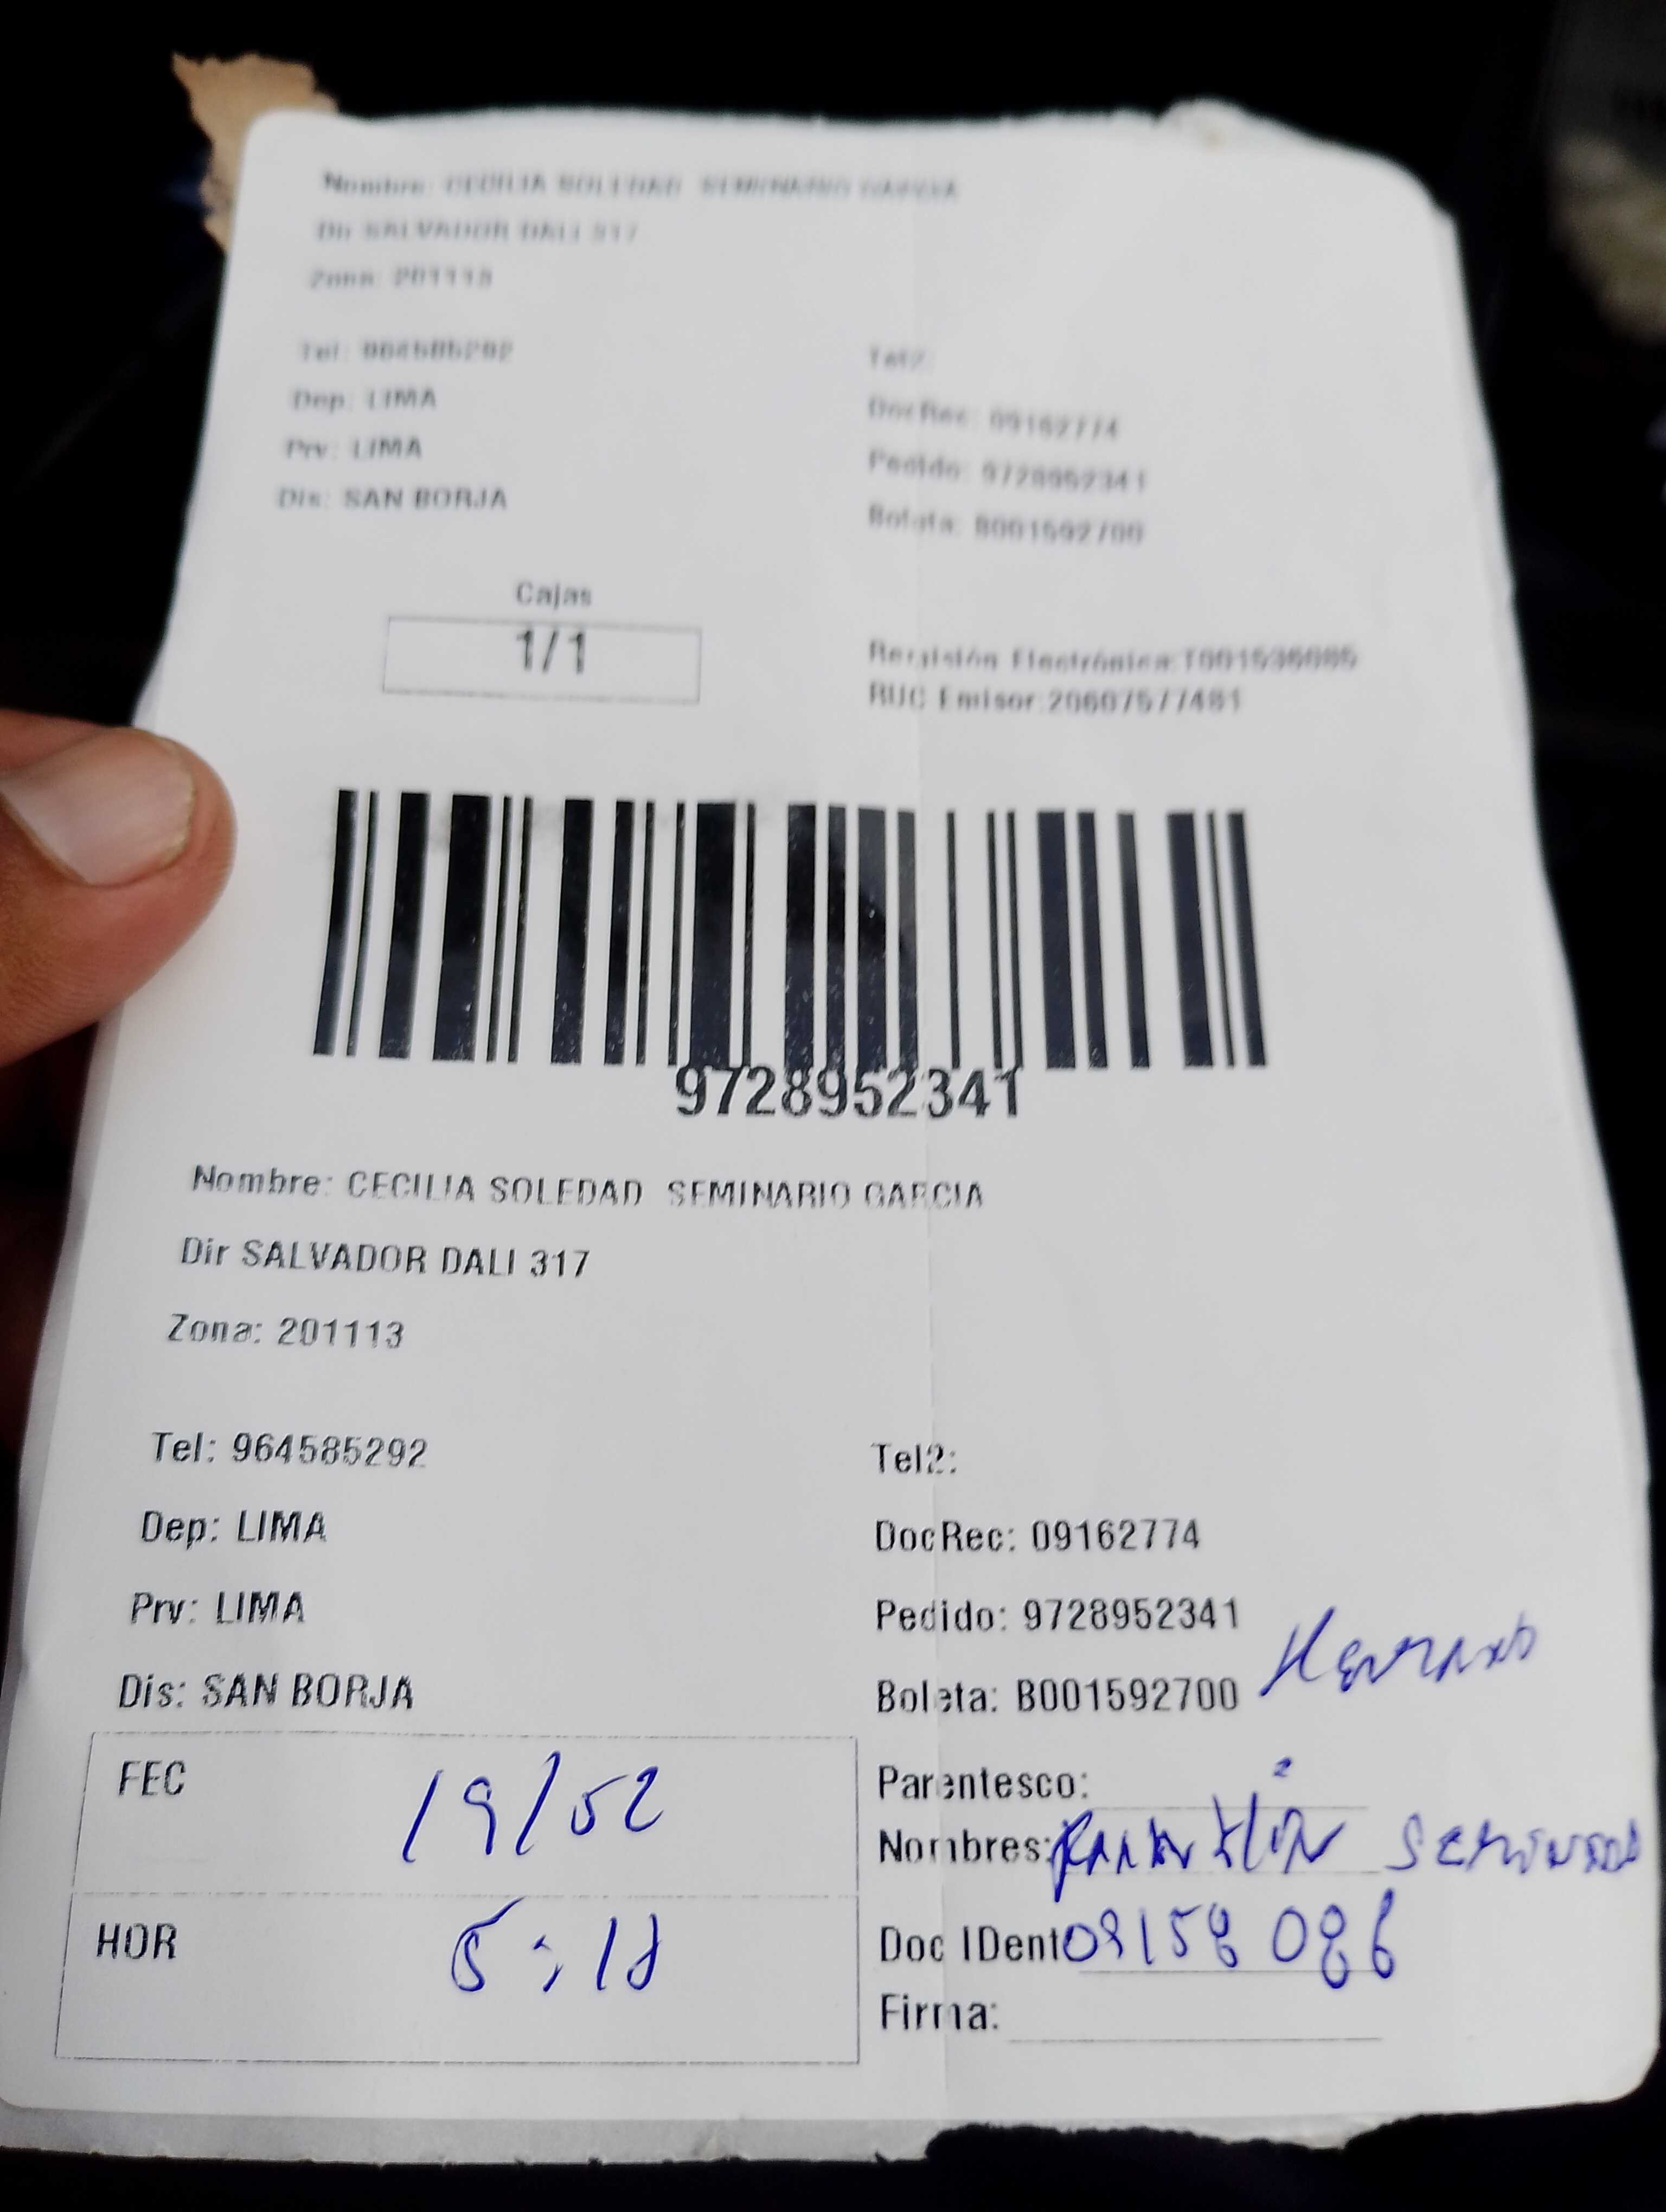 Nombre: CECILIA SOLEDAD SEMINARIO GARCIA
Dir SALVADOR DALI 317
Zona: 201113
Tel: 964585292
Tel2:
Dep: LIMA
DocRec: 09162774
Prv: LIMA
Pedido: 9728952341
Dis: SAN BORJA
Boleta: B001592700
Cajas
1/1
RUC Emisor:20607577481
9728952341
Nombre: CECILIA SOLEDAD SEMINARIO GARCIA
Dir SALVADOR DALI 317
Zona: 201113
Tel: 964585292
Tel2:
Dep: LIMA
DocRec: 09162774
Prv: LIMA
Pedido: 9728952341
Dis: SAN BORJA
Boleta: B001592700
FEC 19/02
Parentesco:
Nombres:
HOR 5:18
Doc IDent 09158086
Firma: